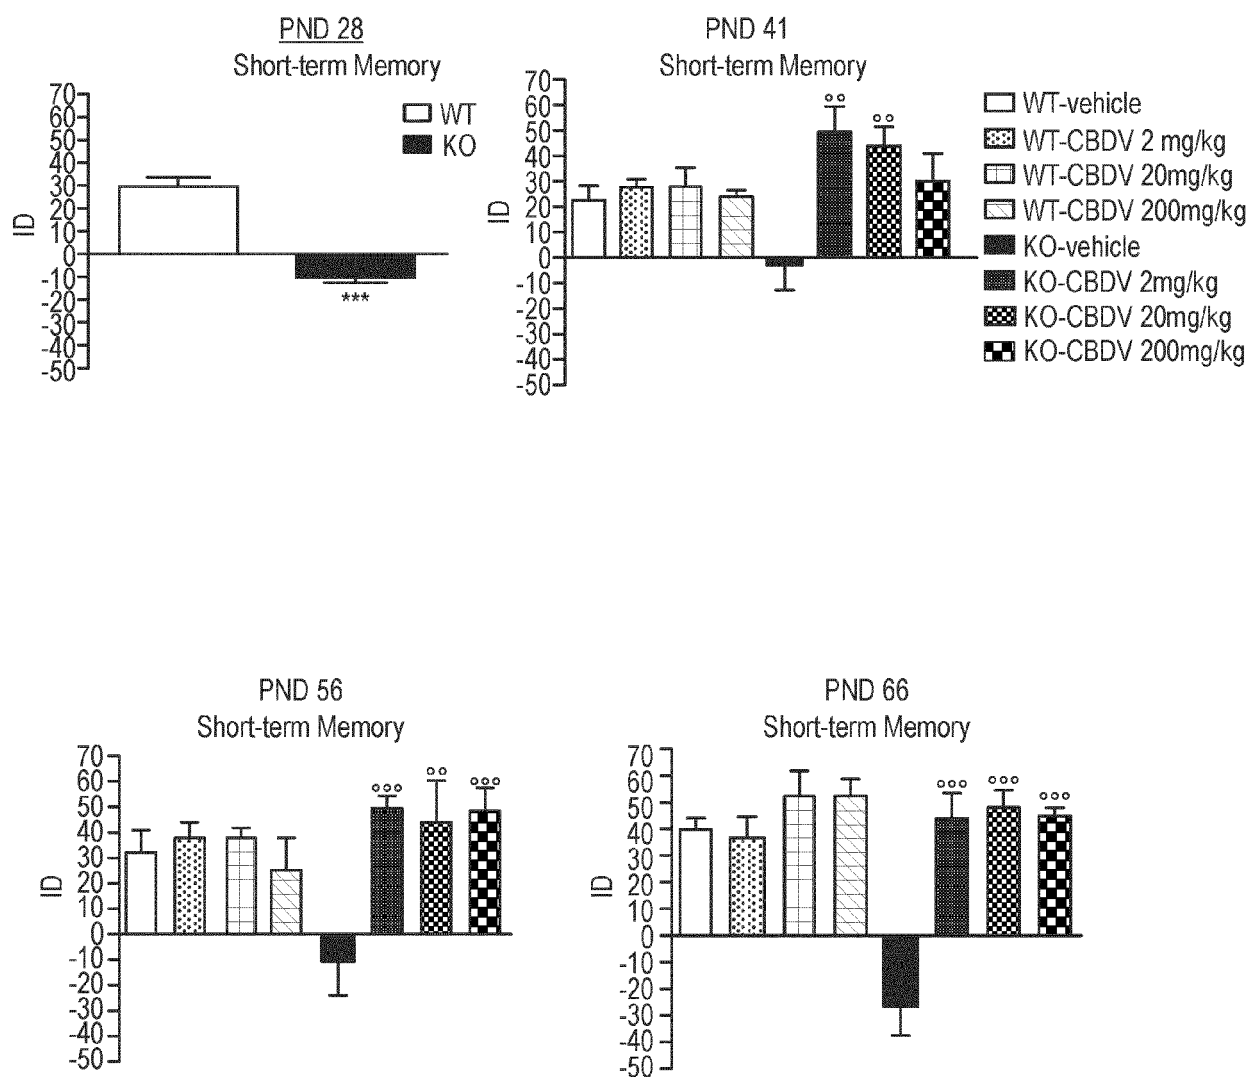 PND 28
Short-term Memory
70
60
50
40
30
20
10
0
-10
-20
-30
-40
-50
ID
WT
KO
***
PND 41
Short-term Memory
70
60
50
40
30
20
10
0
-10
-20
-30
-40
-50
ID
°°
°°
WT-vehicle
WT-CBDV 2 mg/kg
WT-CBDV 20mg/kg
WT-CBDV 200mg/kg
KO-vehicle
KO-CBDV 2mg/kg
KO-CBDV 20mg/kg
KO-CBDV 200mg/kg
PND 56
Short-term Memory
70
60
50
40
30
20
10
0
-10
-20
-30
-40
-50
ID
°°°
°°
°°°
PND 66
Short-term Memory
70
60
50
40
30
20
10
0
-10
-20
-30
-40
-50
ID
°°°
°°°
°°°